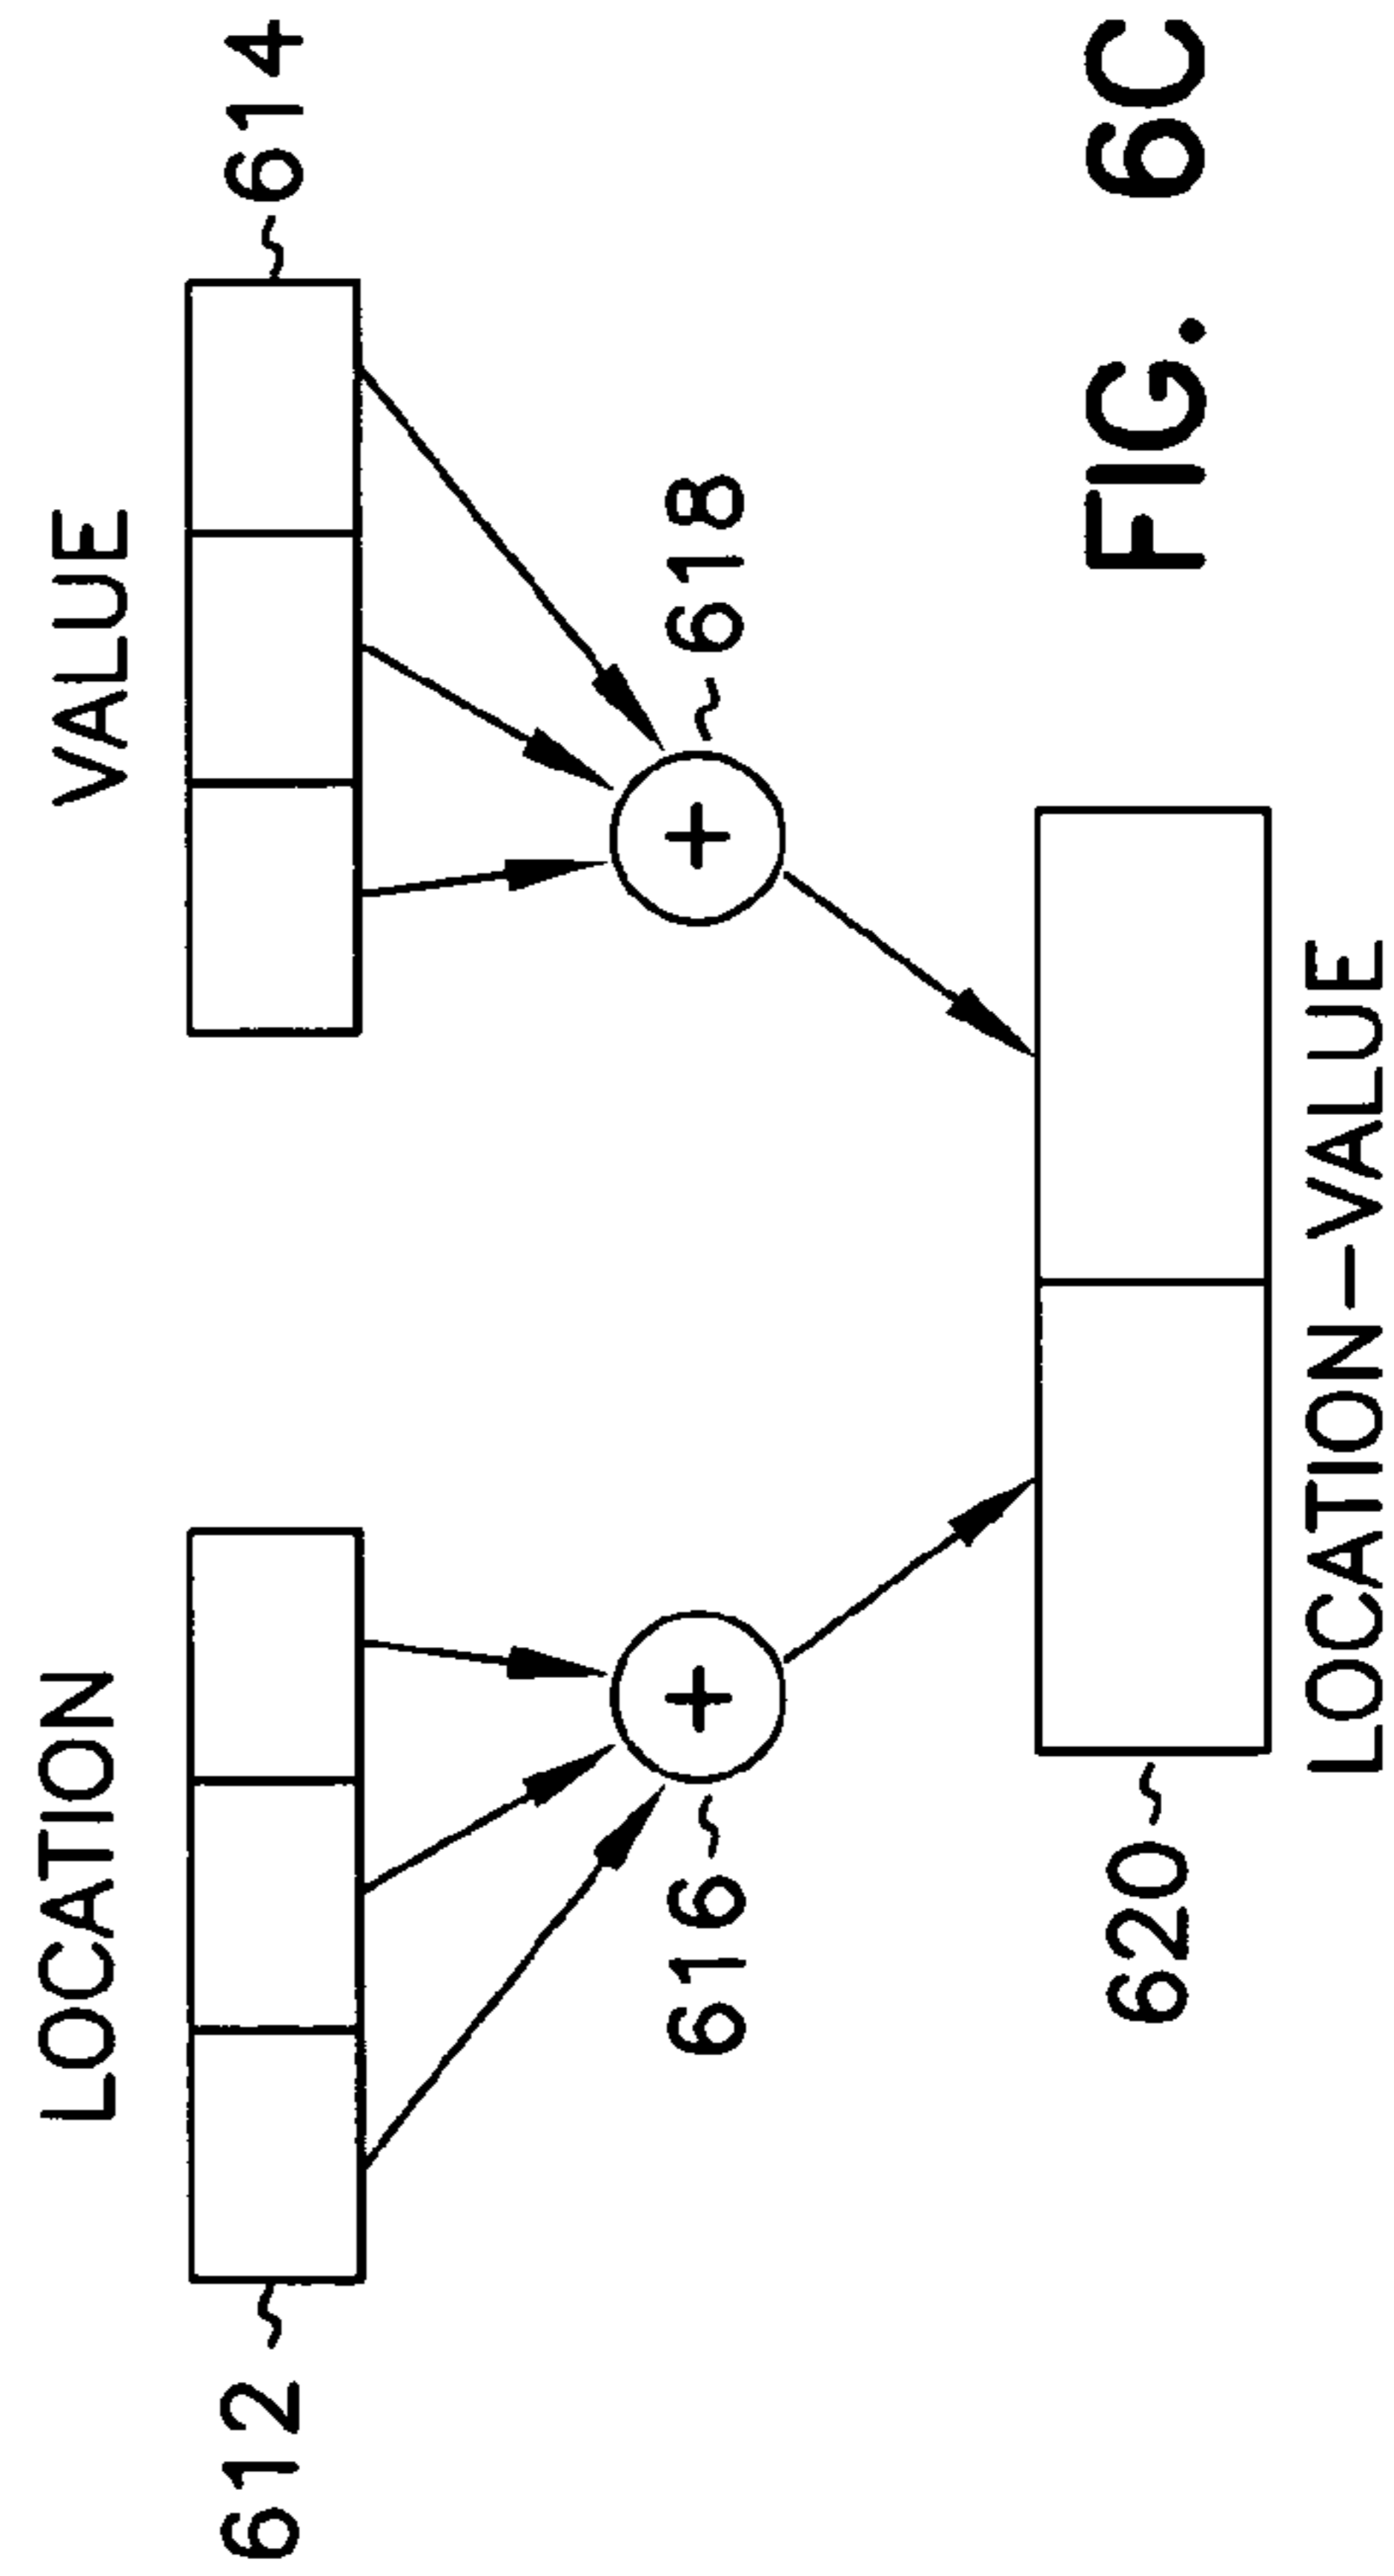 LOCATION
VALUE
612
614
616
618
+
+
620
LOCATION-VALUE
FIG. 6C